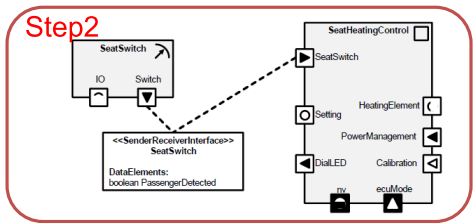 Step2
SeatSwitch
IO
Switch
<<SenderReceiverInterface>>
SeatSwitch
DataElements:
boolean PassengerDetected
SeatHeatingControl
SeatSwitch
Setting
DialLED
HeatingElement
PowerManagement
Calibration
nv
ecuMode